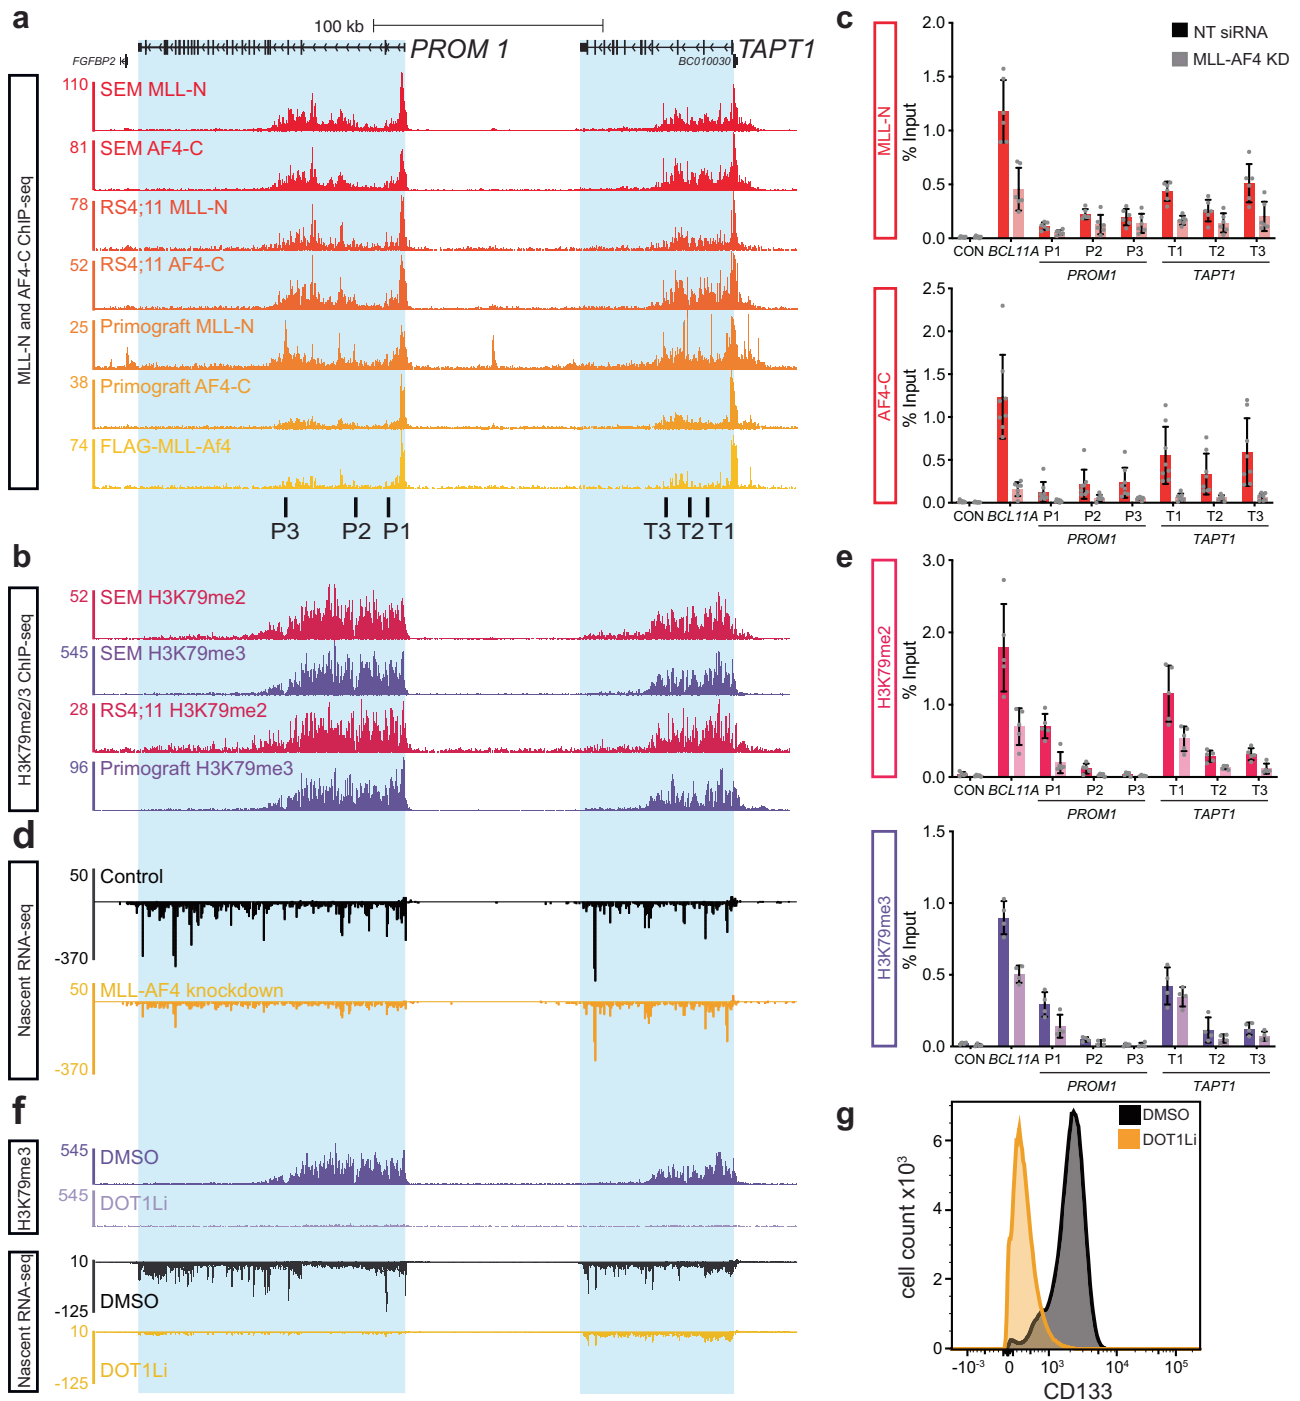 a
100 kb
PROM 1
TAPT1
FGFBP2
BC010030
MLL-N and AF4-C ChIP-seq
110
SEM MLL-N
81
SEM AF4-C
78
RS4;11 MLL-N
52
RS4;11 AF4-C
25
Primograft MLL-N
38
Primograft AF4-C
74
FLAG-MLL-Af4
P3 P2 P1 T3 T2 T1
b
H3K79me2/3 ChIP-seq
52
SEM H3K79me2
545
SEM H3K79me3
28
RS4;11 H3K79me2
96
Primograft H3K79me3
d
Nascent RNA-seq
50
Control
-370
50
MLL-AF4 knockdown
-370
f
H3K79me3
545
DMSO
545
DOT1Li
Nascent RNA-seq
10
DMSO
-125
10
DOT1Li
-125
c
NT siRNA
MLL-AF4 KD
MLL-N
% Input
2.0
1.5
1.0
0.5
0.0
CON BCL11A P1 P2 P3 T1 T2 T3
PROM1 TAPT1
AF4-C
% Input
2.5
2.0
1.5
1.0
0.5
0.0
CON BCL11A P1 P2 P3 T1 T2 T3
PROM1 TAPT1
e
H3K79me2
% Input
3.0
2.0
1.0
0.0
CON BCL11A P1 P2 P3 T1 T2 T3
PROM1 TAPT1
H3K79me3
% Input
1.5
1.0
0.5
0.0
CON BCL11A P1 P2 P3 T1 T2 T3
PROM1 TAPT1
g
DMSO
DOT1Li
cell count x10³
6
4
2
0
-10⁻³ 0 10³ 10⁴ 10⁵
CD133